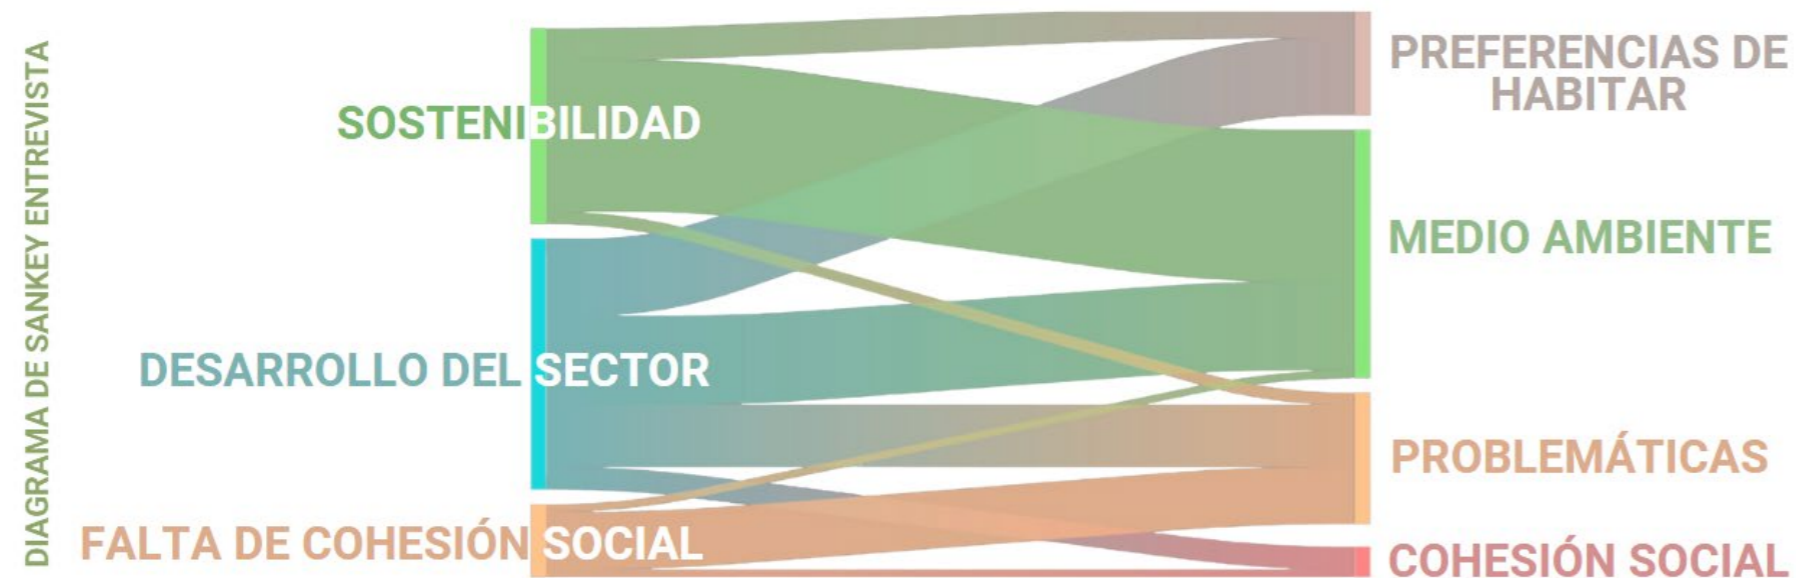 DIAGRAMA DE SANKEY ENTREVISTA
SOSTENIBILIDAD
DESARROLLO DEL SECTOR
FALTA DE COHESIÓN SOCIAL
PREFERENCIAS DE
HABITAR
MEDIO AMBIENTE
PROBLEMÁTICAS
COHESIÓN SOCIAL